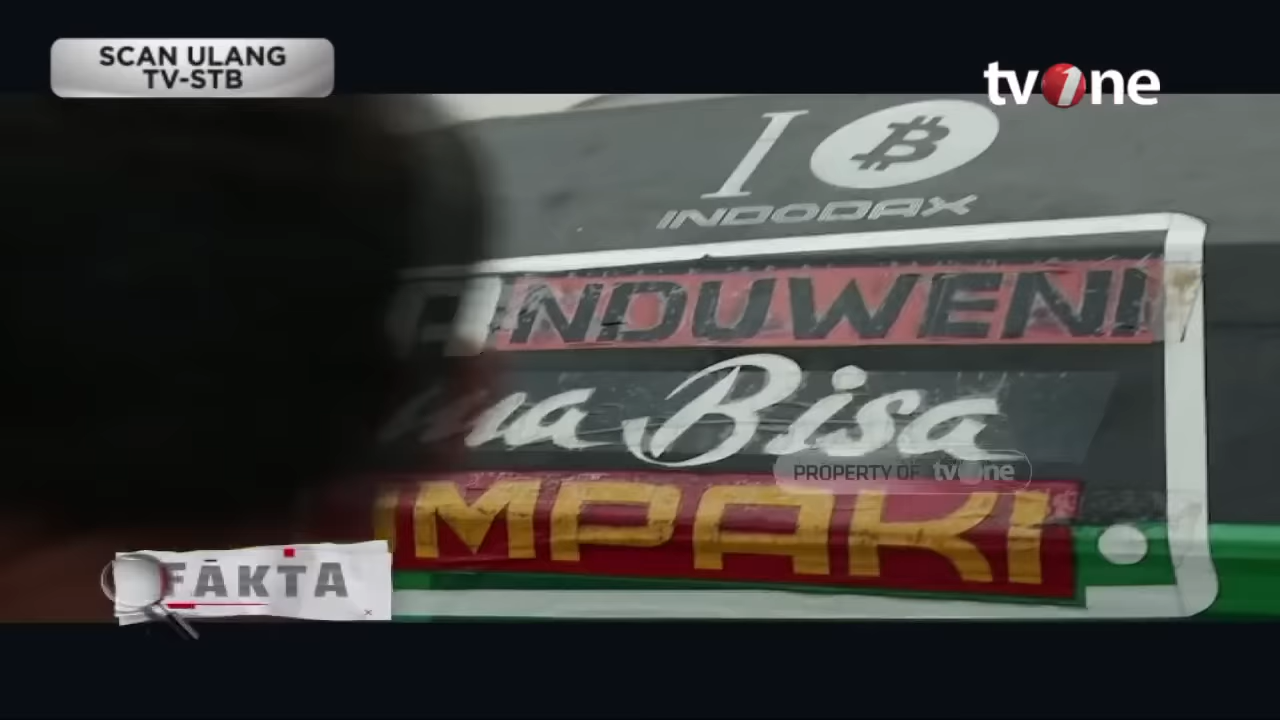 SCAN ULANG
TV-STB
tvOne
I ₿
INDODAX
NDUWENI
Bisa
PROPERTY OF tvOne
MPAKI
FAKTA